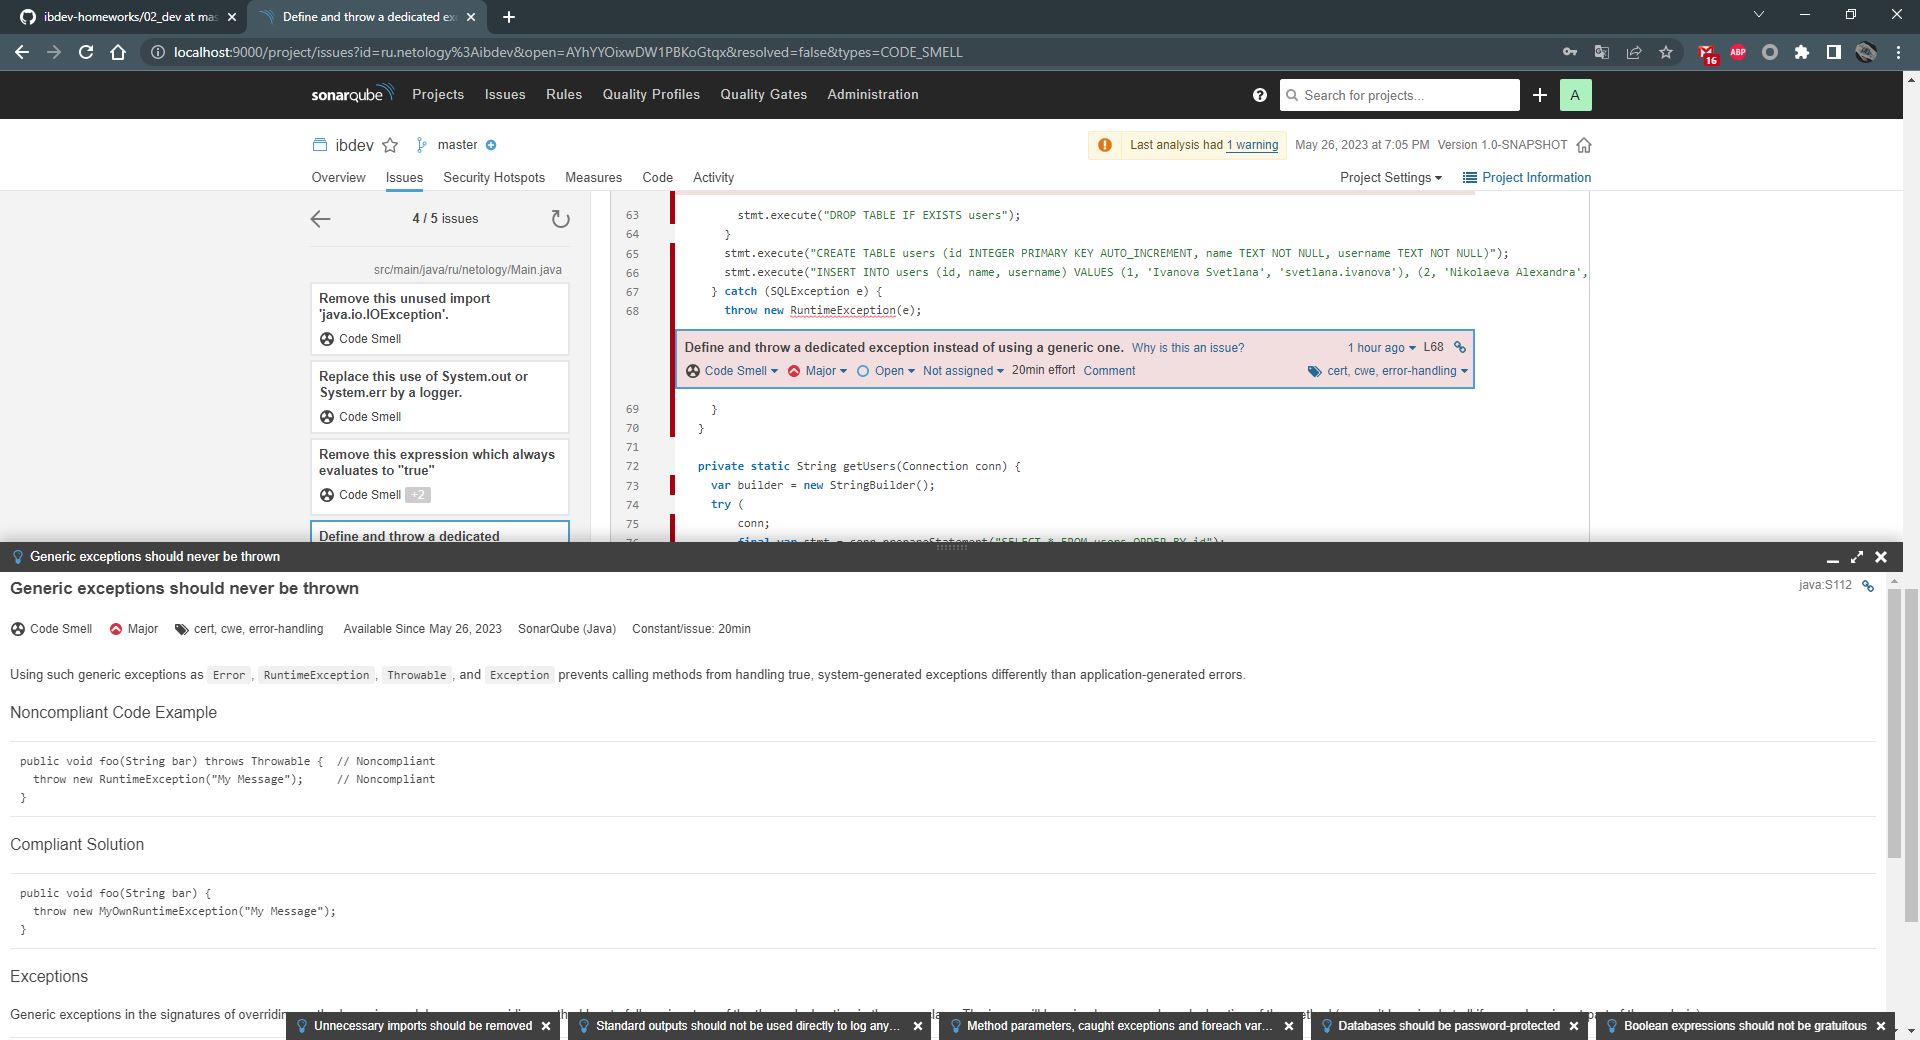 ibdev-homeworks/02_dev at mas
Define and throw a dedicated ex
localhost:9000/project/issues?id=ru.netology%3Aibdev&open=AYhYYOixwDW1PBKoGtqx&resolved=false&types=CODE_SMELL
16
ABP
sonarqube Projects Issues Rules Quality Profiles Quality Gates Administration
Search for projects...
A
ibdev master
Last analysis had 1 warning May 26, 2023 at 7:05 PM Version 1.0-SNAPSHOT
Overview Issues Security Hotspots Measures Code Activity
Project Settings Project Information
4 / 5 issues
src/main/java/ru/netology/Main.java
Remove this unused import
'java.io.IOException'.
Code Smell
Replace this use of System.out or
System.err by a logger.
Code Smell
Remove this expression which always
evaluates to "true"
Code Smell +2
Define and throw a dedicated
63 stmt.execute("DROP TABLE IF EXISTS users");
64 }
65 stmt.execute("CREATE TABLE users (id INTEGER PRIMARY KEY AUTO_INCREMENT, name TEXT NOT NULL, username TEXT NOT NULL)");
66 stmt.execute("INSERT INTO users (id, name, username) VALUES (1, 'Ivanova Svetlana', 'svetlana.ivanova'), (2, 'Nikolaeva Alexandra',
67 } catch (SQLException e) {
68 throw new RuntimeException(e);
Define and throw a dedicated exception instead of using a generic one. Why is this an issue? 1 hour ago L68
Code Smell Major Open Not assigned 20min effort Comment cert, cwe, error-handling
69 }
70 }
71
72 private static String getUsers(Connection conn) {
73 var builder = new StringBuilder();
74 try (
75 conn;
76 final var stmt = conn.prepareStatement("SELECT * FROM users ORDER BY id");
Generic exceptions should never be thrown
Generic exceptions should never be thrown
java:S112
Code Smell Major cert, cwe, error-handling Available Since May 26, 2023 SonarQube (Java) Constant/issue: 20min
Using such generic exceptions as Error, RuntimeException, Throwable, and Exception prevents calling methods from handling true, system-generated exceptions differently than application-generated errors.
Noncompliant Code Example
public void foo(String bar) throws Throwable { // Noncompliant
throw new RuntimeException("My Message"); // Noncompliant
}
Compliant Solution
public void foo(String bar) {
throw new MyOwnRuntimeException("My Message");
}
Exceptions
Generic exceptions in the signatures of overridin
Unnecessary imports should be removed
Standard outputs should not be used directly to log any...
Method parameters, caught exceptions and foreach var...
Databases should be password-protected
Boolean expressions should not be gratuitous